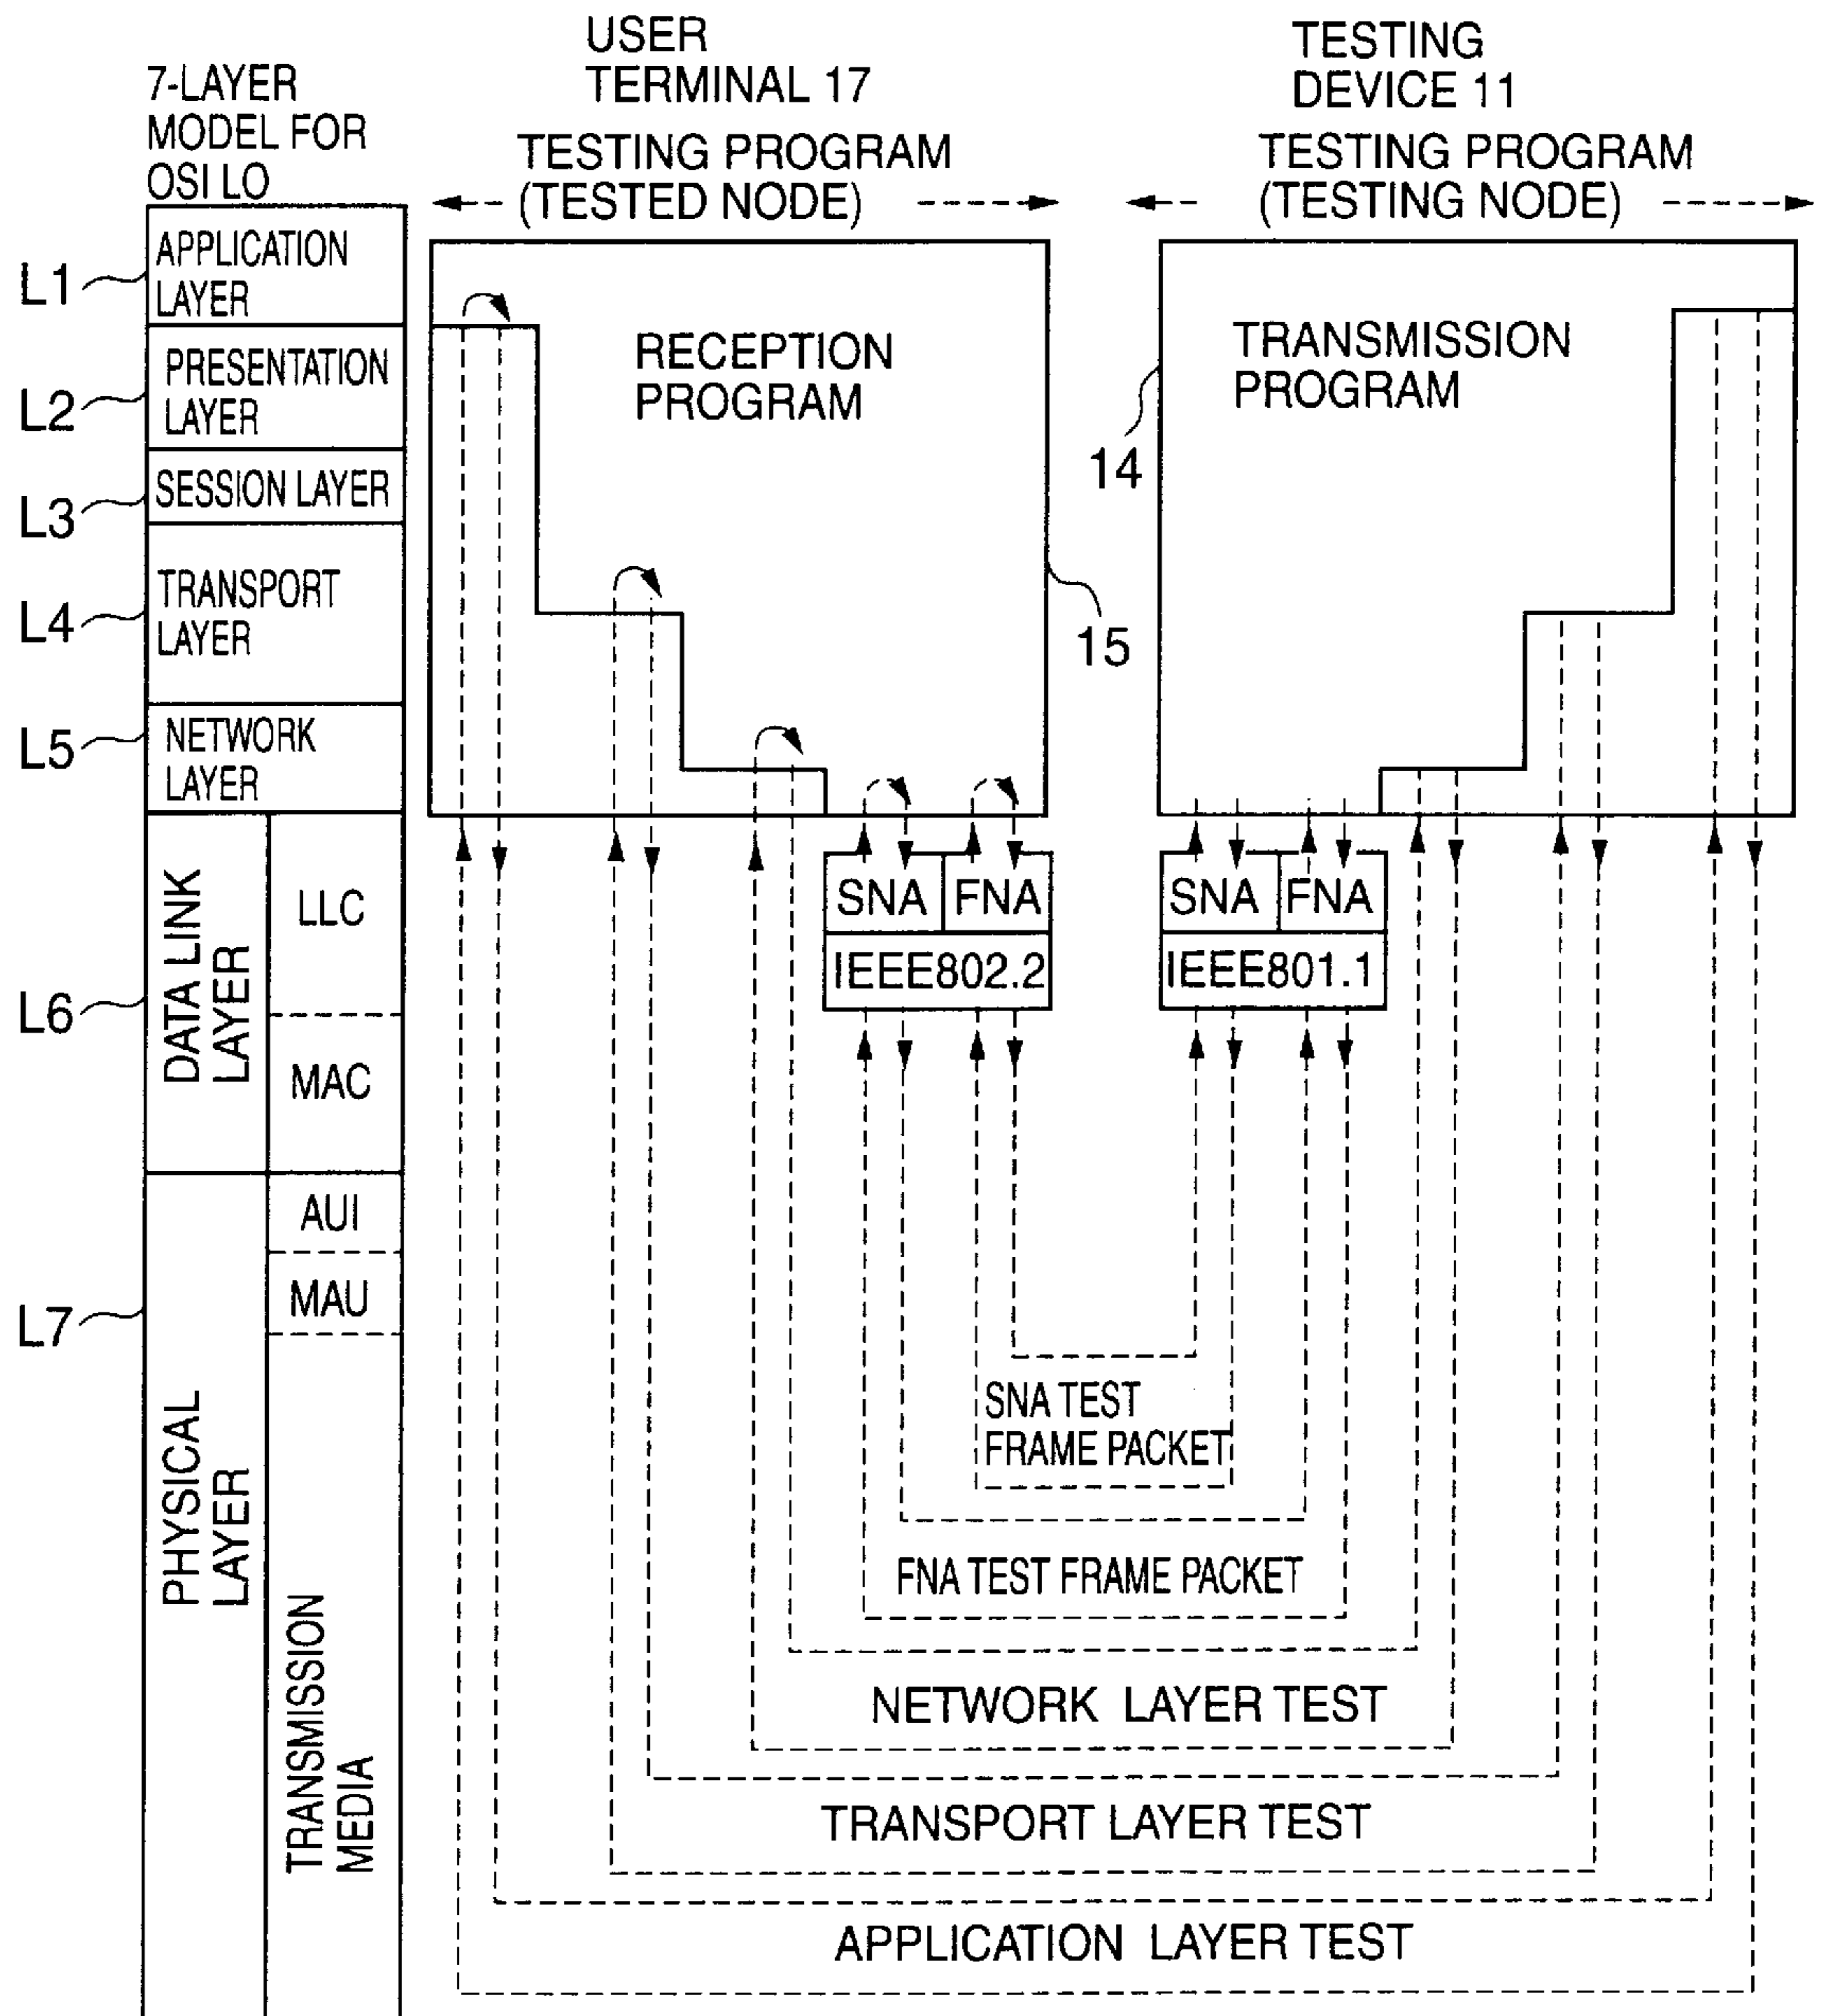 7-LAYER
MODEL FOR
OSI LO
USER
TERMINAL 17
TESTING PROGRAM
(TESTED NODE)
TESTING
DEVICE 11
TESTING PROGRAM
(TESTING NODE)
L1
APPLICATION
LAYER
L2
PRESENTATION
LAYER
L3
SESSION LAYER
L4
TRANSPORT
LAYER
L5
NETWORK
LAYER
L6
DATA LINK
LAYER
LLC
MAC
L7
PHYSICAL
LAYER
AUI
MAU
TRANSMISSION
MEDIA
RECEPTION
PROGRAM
15
TRANSMISSION
PROGRAM
14
SNA
FNA
IEEE802.2
SNA
FNA
IEEE801.1
SNA TEST
FRAME PACKET
FNA TEST FRAME PACKET
NETWORK LAYER TEST
TRANSPORT LAYER TEST
APPLICATION LAYER TEST